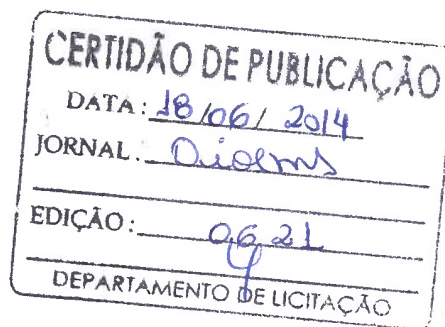 CERTIDÃO DE PUBLICAÇÃO
DATA: 18/06/2014
JORNAL:
EDIÇÃO: 0621
DEPARTAMENTO DE LICITAÇÃO